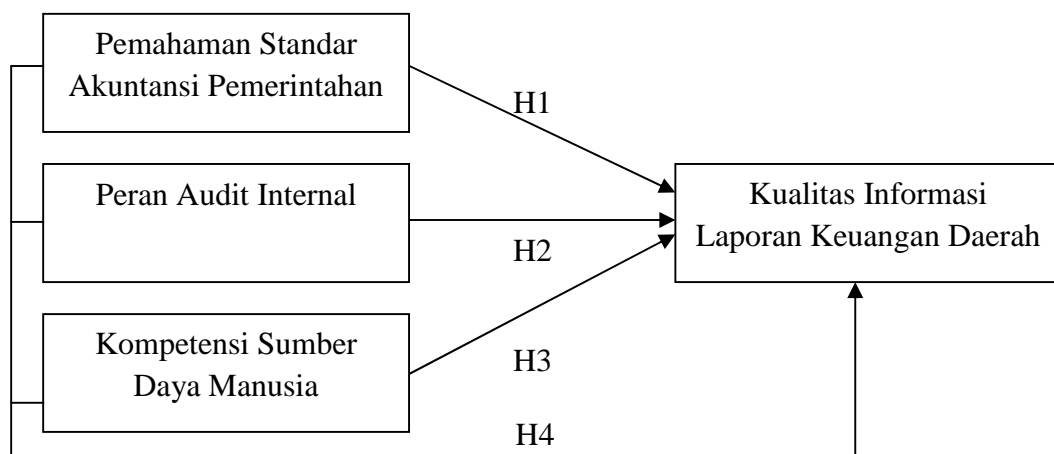 Pemahaman Standar
Akuntansi Pemerintahan
H1
Peran Audit Internal
Kualitas Informasi
Laporan Keuangan Daerah
H2
Kompetensi Sumber
Daya Manusia
H3
H4